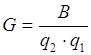 G = B / (q₂ · q₁)